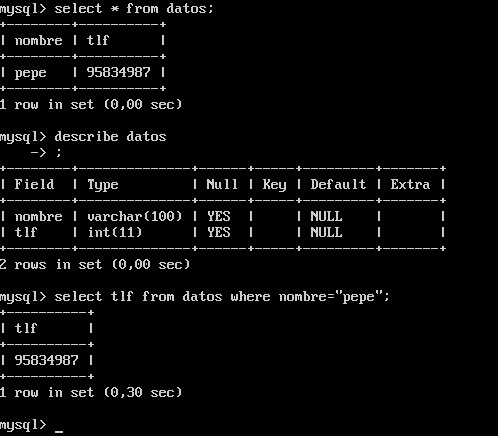 mysql> select * from datos;
+--------+----------+
| nombre | tlf      |
+--------+----------+
| pepe   | 95834987 |
+--------+----------+
1 row in set (0,00 sec)
mysql> describe datos
    -> ;
+--------+--------------+------+-----+---------+-------+
| Field  | Type         | Null | Key | Default | Extra |
+--------+--------------+------+-----+---------+-------+
| nombre | varchar(100) | YES  |     | NULL    |       |
| tlf    | int(11)      | YES  |     | NULL    |       |
+--------+--------------+------+-----+---------+-------+
2 rows in set (0,00 sec)
mysql> select tlf from datos where nombre="pepe";
+----------+
| tlf      |
+----------+
| 95834987 |
+----------+
1 row in set (0,30 sec)
mysql> _